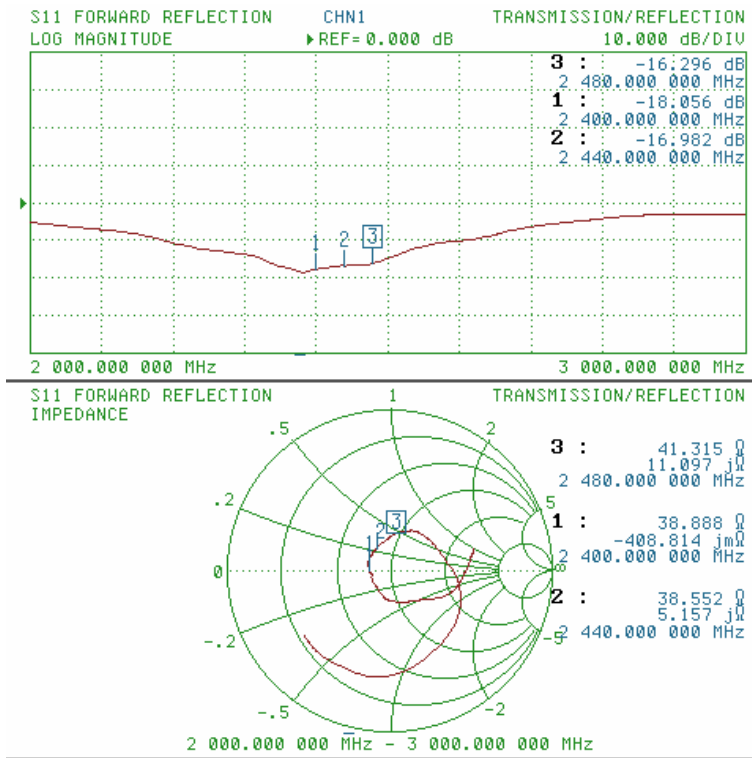 S11 FORWARD REFLECTION CHN1 TRANSMISSION/REFLECTION
LOG MAGNITUDE ▶REF= 0.000 dB 10.000 dB/DIV
3 : -16.296 dB
2 480.000 000 MHz
1 : -18.056 dB
2 400.000 000 MHz
2 : -16.982 dB
2 440.000 000 MHz
1 2 3
2 000.000 000 MHz 3 000.000 000 MHz
S11 FORWARD REFLECTION TRANSMISSION/REFLECTION
IMPEDANCE
1
.5 2
3 : 41.315 Ω
11.097 jΩ
2 480.000 000 MHz
.2 5
1 2 3
1 : 38.888 Ω
-408.814 jmΩ
2 400.000 000 MHz
0 ∞
2 : 38.552 Ω
5.157 jΩ
2 440.000 000 MHz
-.2 -5
-.5 -2
2 000.000 000 MHz - 3 000.000 000 MHz